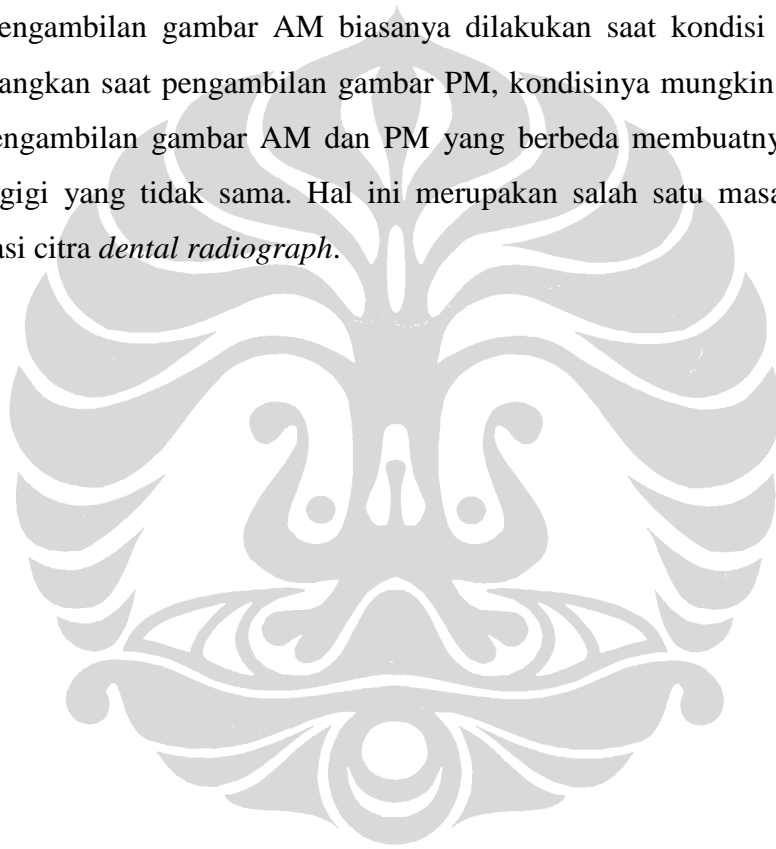 engambilan gambar AM biasanya dilakukan saat kondisi
angkan saat pengambilan gambar PM, kondisinya mungkin
engambilan gambar AM dan PM yang berbeda membuatny
gigi yang tidak sama. Hal ini merupakan salah satu masa
asi citra dental radiograph.